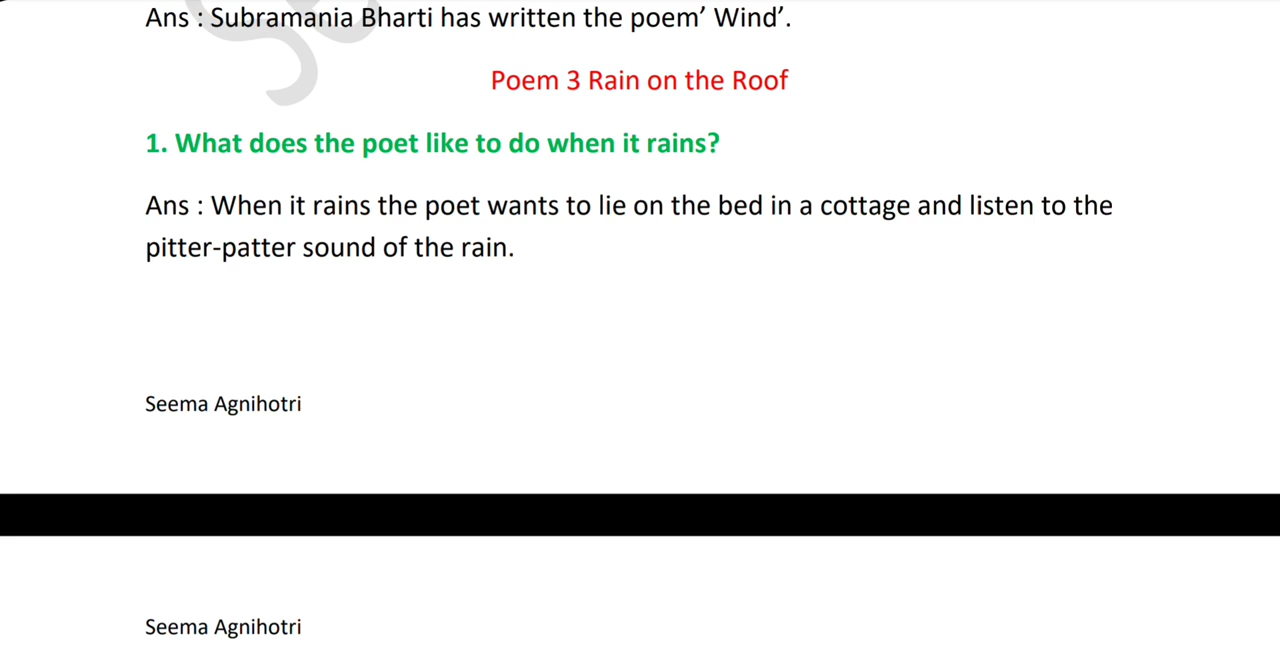 Ans : Subramania Bharti has written the poem’ Wind’.
Poem 3 Rain on the Roof
1. What does the poet like to do when it rains?
Ans : When it rains the poet wants to lie on the bed in a cottage and listen to the
pitter-patter sound of the rain.
Seema Agnihotri
Seema Agnihotri